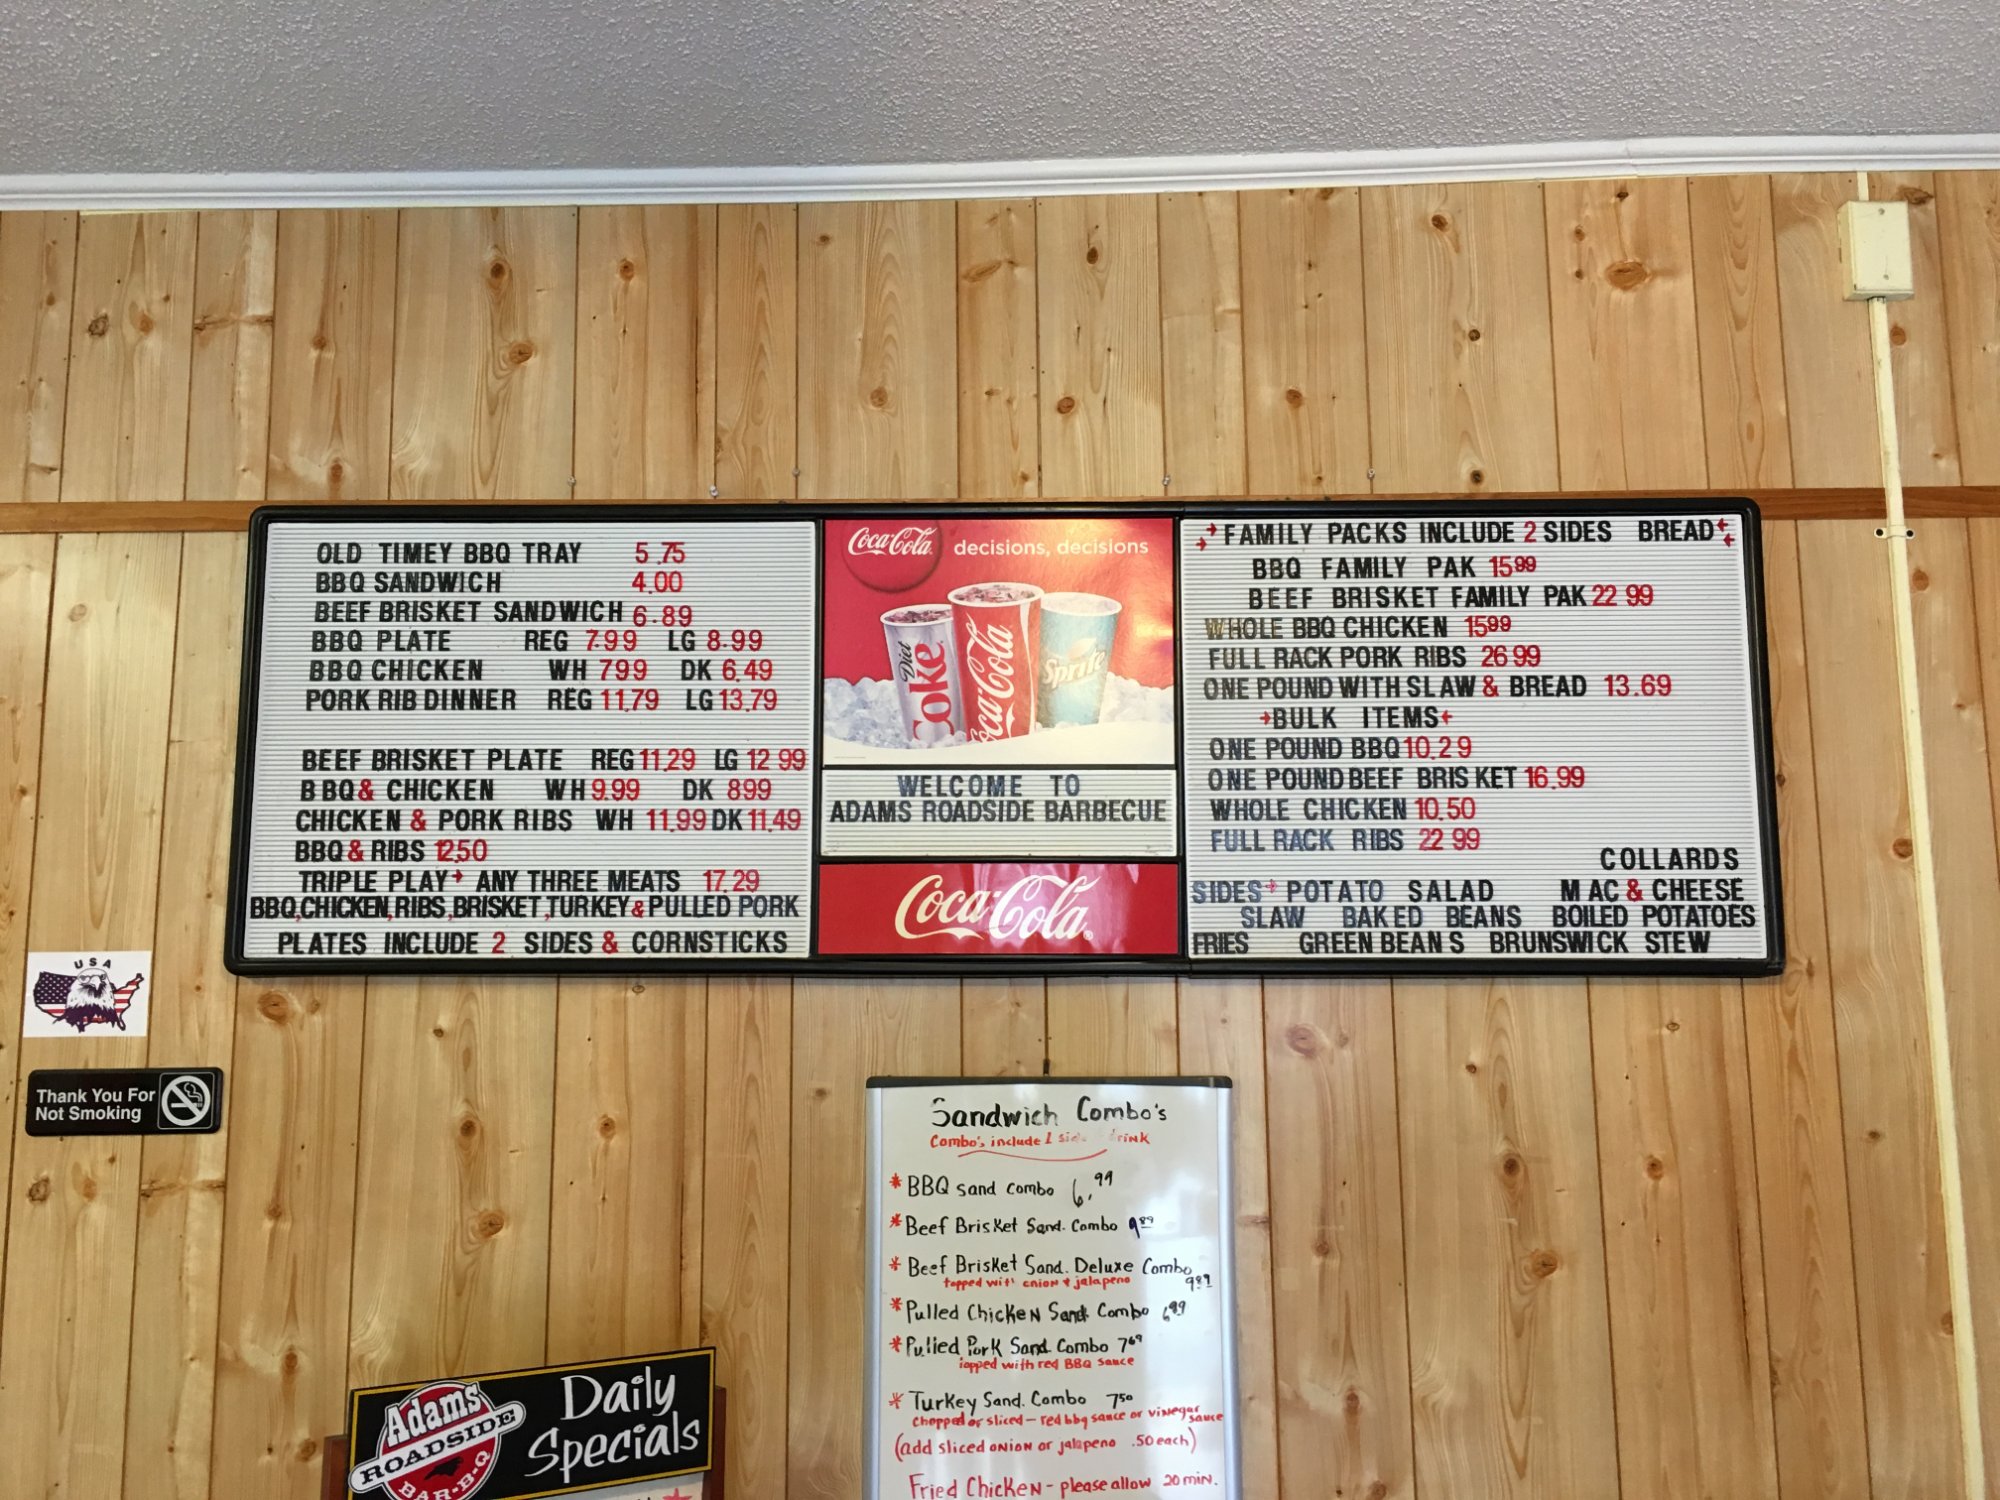 OLD TIMEY BBQ TRAY 5.75
BBQ SANDWICH 4.00
BEEF BRISKET SANDWICH 6.89
BBQ PLATE REG 7.99 LG 8.99
BBQ CHICKEN WH 799 DK 6.49
PORK RIB DINNER REG 11.79 LG 13.79
BEEF BRISKET PLATE REG 11.29 LG 12 99
BBQ & CHICKEN WH 9.99 DK 899
CHICKEN & PORK RIBS WH 11.99 DK 11.49
BBQ & RIBS 12.50
TRIPLE PLAY → ANY THREE MEATS 17.29
BBQ, CHICKEN, RIBS, BRISKET, TURKEY & PULLED PORK
PLATES INCLUDE 2 SIDES & CORNSTICKS
Coca-Cola decisions, decisions
Diet Coke
Coca-Cola
Sprite
WELCOME TO
ADAMS ROADSIDE BARBECUE
Coca-Cola
FAMILY PACKS INCLUDE 2 SIDES BREAD
BBQ FAMILY PAK 15 99
BEEF BRISKET FAMILY PAK 22 99
WHOLE BBQ CHICKEN 15 99
FULL RACK PORK RIBS 26 99
ONE POUND WITH SLAW & BREAD 13.69
→BULK ITEMS←
ONE POUND BBQ 10.29
ONE POUND BEEF BRISKET 16.99
WHOLE CHICKEN 10.50
FULL RACK RIBS 22 99
COLLARDS
SIDES→ POTATO SALAD MAC & CHEESE
SLAW BAKED BEANS BOILED POTATOES
FRIES GREEN BEANS BRUNSWICK STEW
USA
Thank You For
Not Smoking
Sandwich Combo's
Combo's include 1 side drink
* BBQ sand combo 6.99
* Beef Brisket Sand. Combo 9 89
* Beef Brisket Sand. Deluxe Combo
topped with onion & jalapeno 9 89
* Pulled Chicken Sand. Combo 6 99
* Pulled Pork Sand. Combo 7 69
topped with red BBQ sauce
* Turkey Sand. Combo 7 50
chopped or sliced - red bbq sauce or vinegar sauce
(add sliced onion or jalapeno .50 each)
Fried Chicken - please allow 20 min.
Adams
ROADSIDE
BAR-B-Q
Daily
Specials